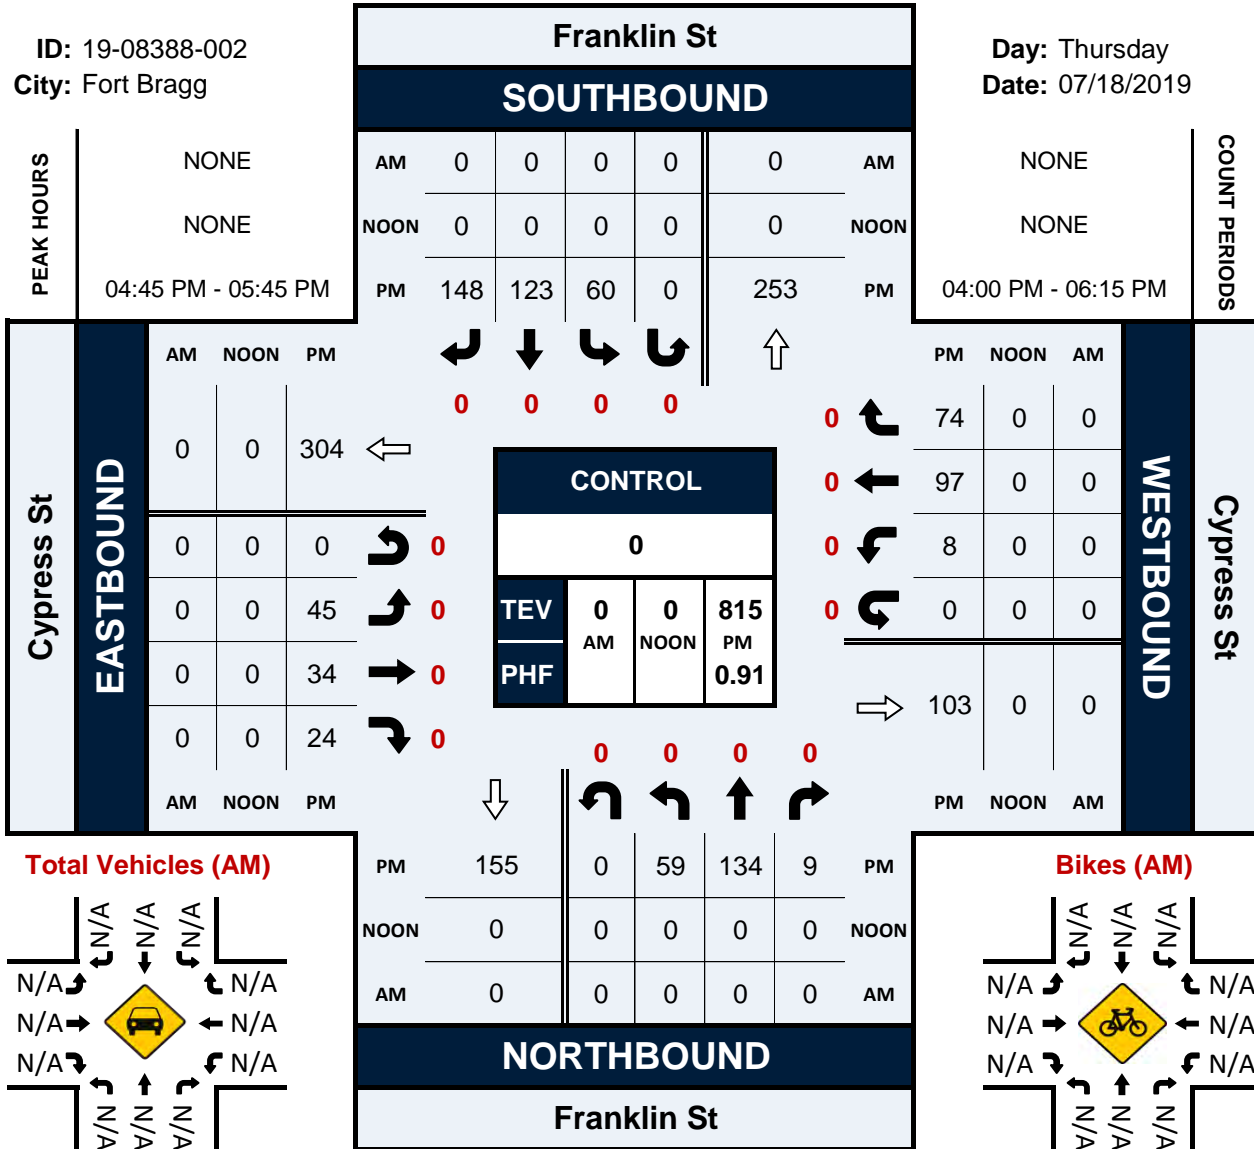 Franklin St
ID: 19-08388-002
Day: Thursday
City: Fort Bragg
Date: 07/18/2019
SOUTHBOUND
PEAK HOURS
NONE
AM 0 0 0 0 0 AM
NONE
COUNT PERIODS
NONE
NOON 0 0 0 0 0 NOON
NONE
04:45 PM - 05:45 PM
PM 148 123 60 0 253 PM
04:00 PM - 06:15 PM
AM NOON PM
PM NOON AM
0 0 0 0
0 74 0 0
0 0 304
0 97 0 0
Cypress St
EASTBOUND
CONTROL
WESTBOUND
Cypress St
0 0 0 0
0
0 8 0 0
0 0 45 0
TEV 0 0 815
AM NOON PM
PHF 0.91
0 0 0 0
0 0 34 0
103 0 0
0 0 24 0
0 0 0 0
AM NOON PM
PM NOON AM
Total Vehicles (AM)
PM 155 0 59 134 9 PM
Bikes (AM)
NOON 0 0 0 0 0 NOON
AM 0 0 0 0 0 AM
N/A N/A N/A
N/A N/A
N/A N/A
N/A N/A
N/A N/A N/A
N/A N/A N/A
N/A N/A
N/A N/A
N/A N/A
N/A N/A N/A
NORTHBOUND
Franklin St